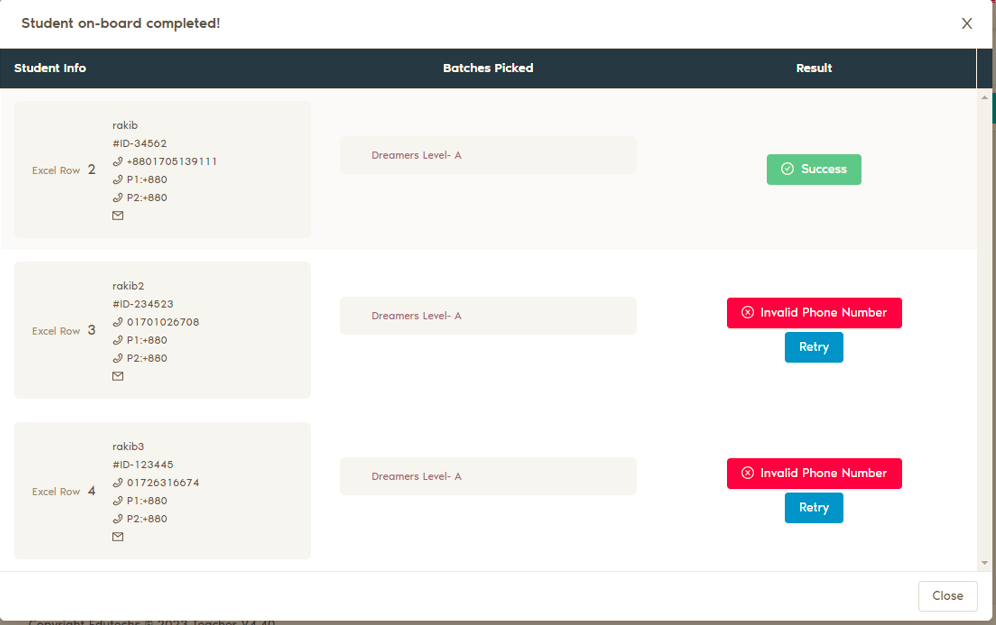 Student on-board completed!
X
Student Info Batches Picked Result
rakib
#ID-34562
Excel Row 2
+8801705139111
P1:+880
P2:+880
Dreamers Level- A
Success
rakib2
#ID-234523
Excel Row 3
01701026708
P1:+880
P2:+880
Dreamers Level- A
Invalid Phone Number
Retry
rakib3
#ID-123445
Excel Row 4
01726316674
P1:+880
P2:+880
Dreamers Level- A
Invalid Phone Number
Retry
Close
Copyright Edutechs © 2023 Teacher V.4.40